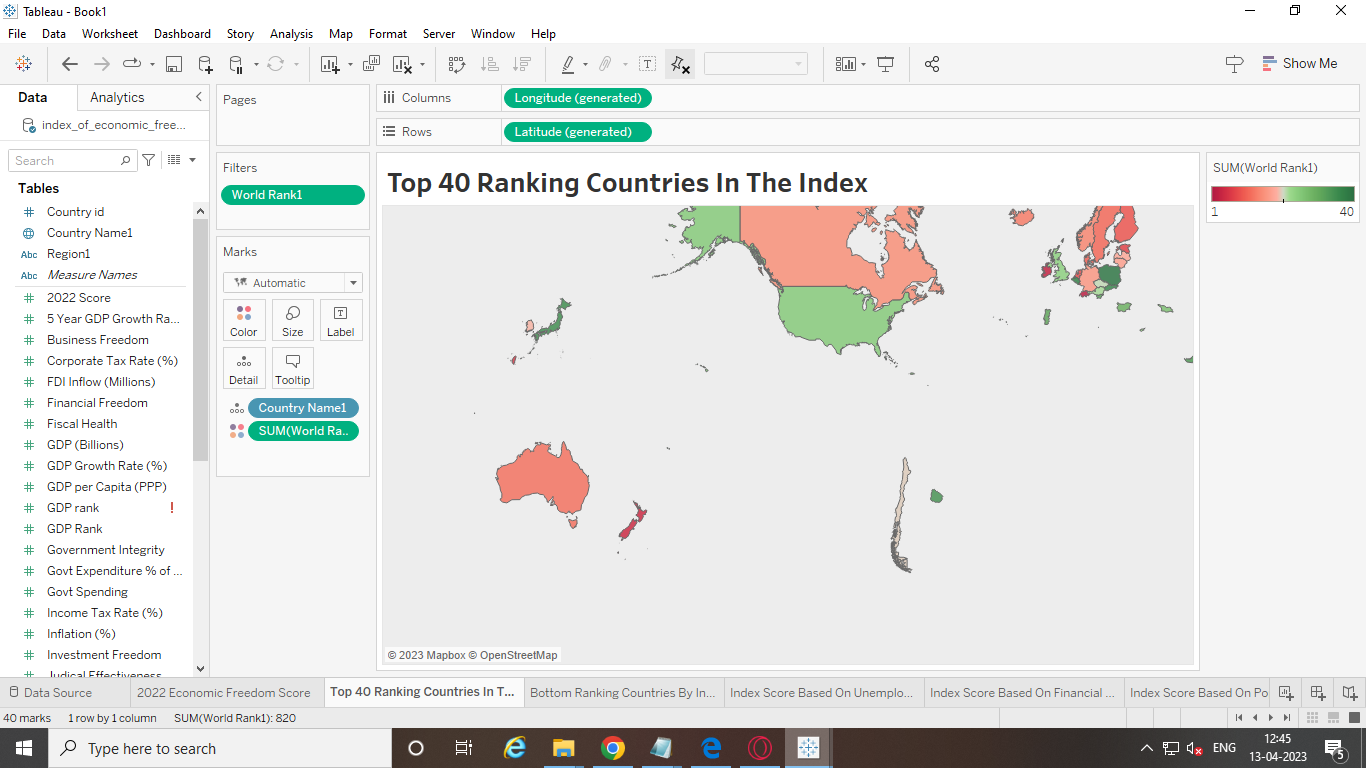 Tableau - Book1
File Data Worksheet Dashboard Story Analysis Map Format Server Window Help
Show Me
Data Analytics
index_of_economic_free...
Search
Tables
Country id
Country Name1
Abc Region1
Abc Measure Names
2022 Score
5 Year GDP Growth Ra...
Business Freedom
Corporate Tax Rate (%)
FDI Inflow (Millions)
Financial Freedom
Fiscal Health
GDP (Billions)
GDP Growth Rate (%)
GDP per Capita (PPP)
GDP rank !
GDP Rank
Government Integrity
Govt Expenditure % of ...
Govt Spending
Income Tax Rate (%)
Inflation (%)
Investment Freedom
Judical Effectiveness
Pages
Filters
World Rank1
Marks
Automatic
Color Size Label
Detail Tooltip
Country Name1
SUM(World Ra..
Columns Longitude (generated)
Rows Latitude (generated)
Top 40 Ranking Countries In The Index
© 2023 Mapbox © OpenStreetMap
SUM(World Rank1)
1 40
Data Source 2022 Economic Freedom Score Top 40 Ranking Countries In T... Bottom Ranking Countries By In... Index Score Based On Unemplo... Index Score Based On Financial ... Index Score Based On Po
40 marks 1 row by 1 column SUM(World Rank1): 820
Type here to search
ENG
12:45
13-04-2023
5